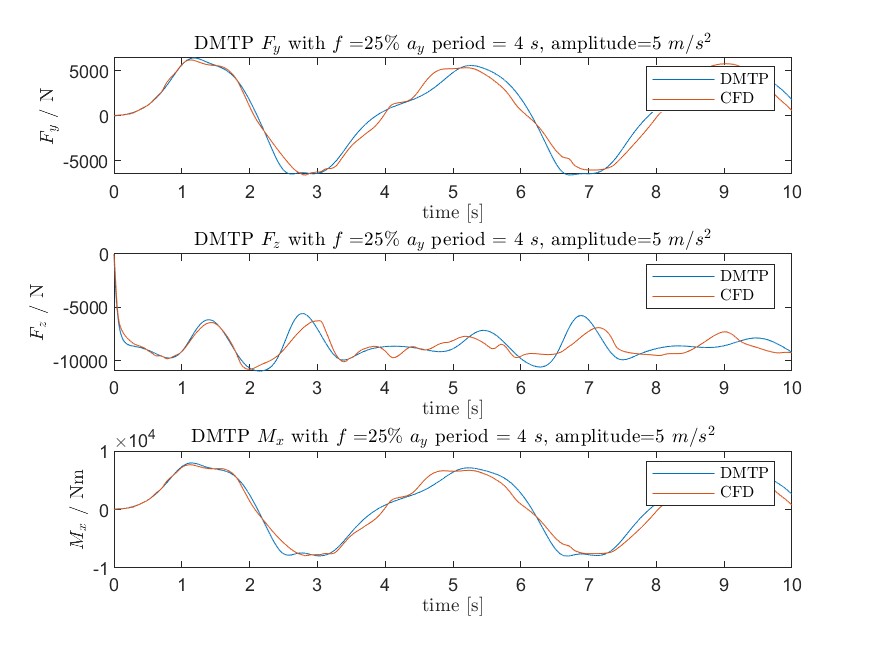 DMTP F_y with f =25% a_y period = 4 s, amplitude=5 m/s^2
5000
0
-5000
F_y / N
DMTP
CFD
0 1 2 3 4 5 6 7 8 9 10
time [s]
DMTP F_z with f =25% a_y period = 4 s, amplitude=5 m/s^2
0
-5000
-10000
F_z / N
DMTP
CFD
0 1 2 3 4 5 6 7 8 9 10
time [s]
DMTP M_x with f =25% a_y period = 4 s, amplitude=5 m/s^2
×10^4
1
0
-1
M_x / Nm
DMTP
CFD
0 1 2 3 4 5 6 7 8 9 10
time [s]